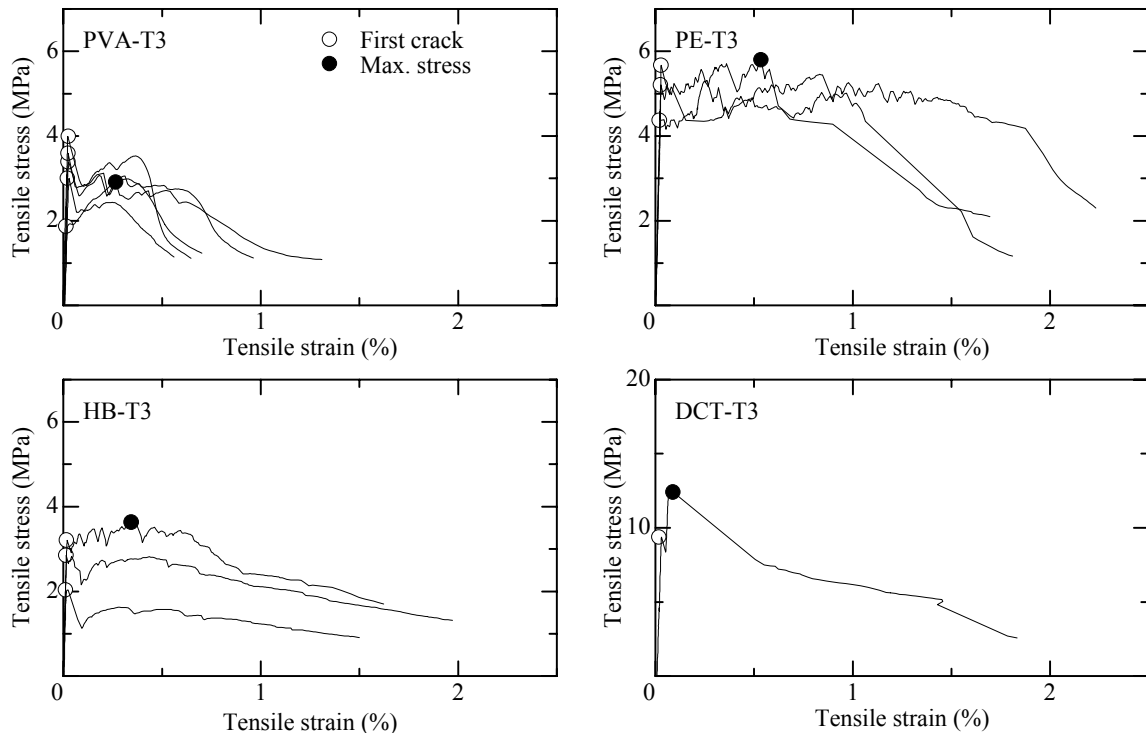 PVA-T3
First crack
Max. stress
6
4
2
0
1
2
Tensile stress (MPa)
Tensile strain (%)
PE-T3
6
4
2
0
1
2
Tensile stress (MPa)
Tensile strain (%)
HB-T3
6
4
2
0
1
2
Tensile stress (MPa)
Tensile strain (%)
DCT-T3
20
10
0
0
1
2
Tensile stress (MPa)
Tensile strain (%)